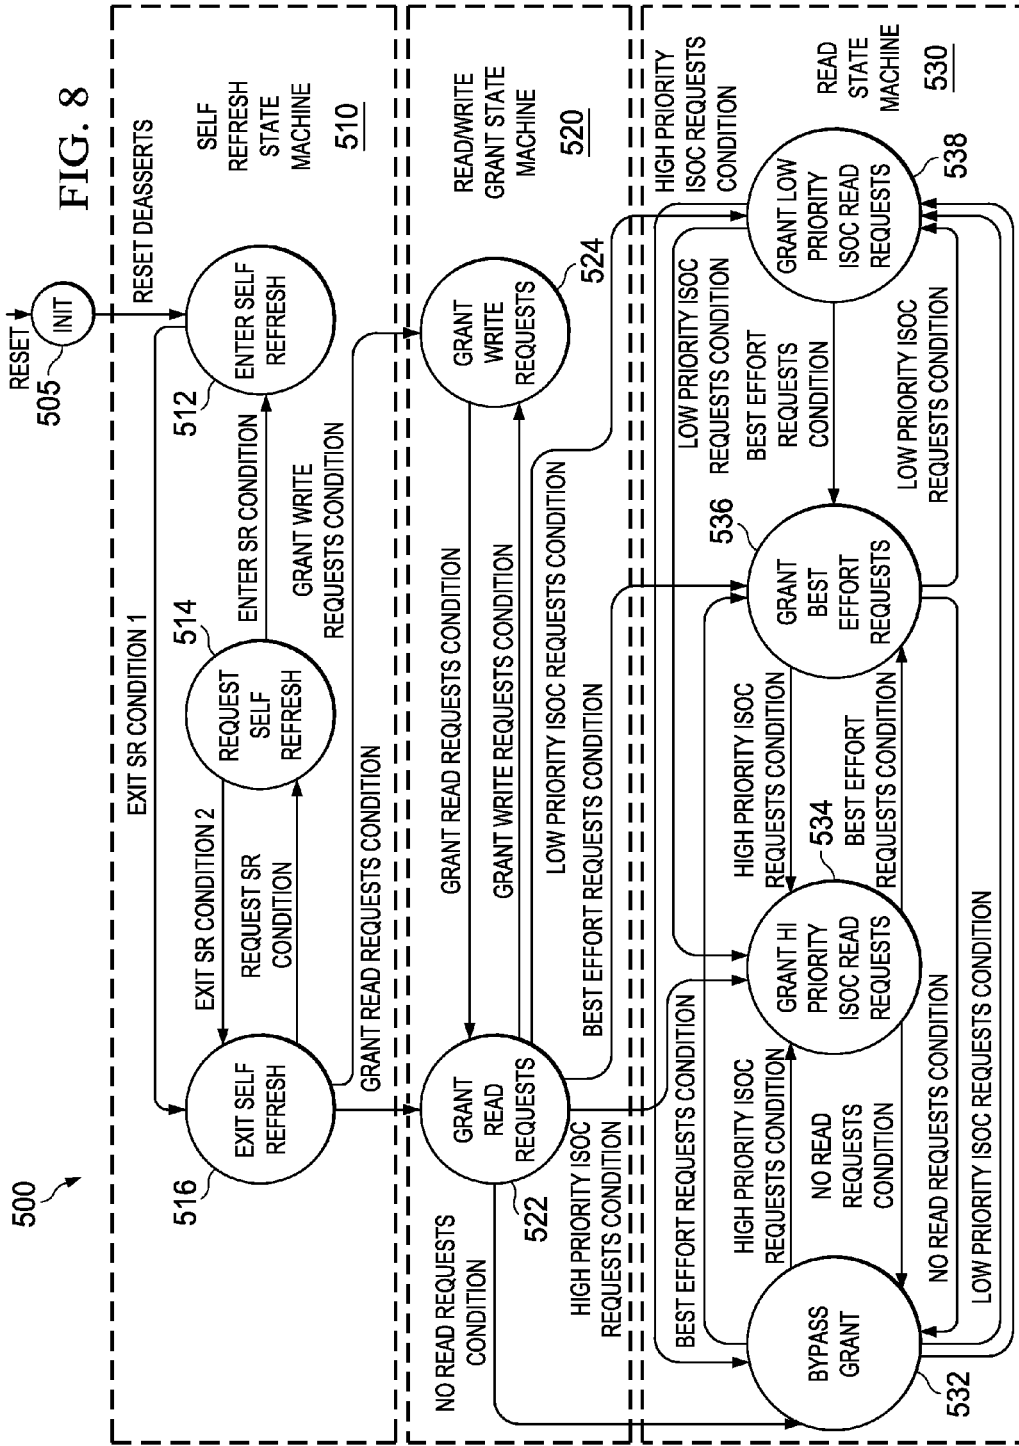 500
FIG. 8
RESET
INIT
505
RESET DEASSERTS
SELF
REFRESH
STATE
MACHINE
510
EXIT SR CONDITION 1
ENTER SELF
REFRESH
512
ENTER SR CONDITION
REQUEST
SELF
REFRESH
514
EXIT SR CONDITION 2
REQUEST SR
CONDITION
EXIT SELF
REFRESH
516
GRANT WRITE
REQUESTS CONDITION
GRANT READ REQUESTS CONDITION
READ/WRITE
GRANT STATE
MACHINE
520
GRANT
READ
REQUESTS
522
GRANT
WRITE
REQUESTS
524
GRANT READ REQUESTS CONDITION
GRANT WRITE REQUESTS CONDITION
LOW PRIORITY ISOC REQUESTS CONDITION
BEST EFFORT REQUESTS CONDITION
HIGH PRIORITY ISOC
REQUESTS CONDITION
NO READ REQUESTS
CONDITION
READ
STATE
MACHINE
530
HIGH PRIORITY
ISOC REQUESTS
CONDITION
LOW PRIORITY ISOC
REQUESTS CONDITION
BEST EFFORT
REQUESTS
CONDITION
BEST EFFORT REQUESTS CONDITION
HIGH PRIORITY ISOC
REQUESTS CONDITION
HIGH PRIORITY ISOC
REQUESTS CONDITION
BYPASS
GRANT
532
GRANT HI
PRIORITY
ISOC READ
REQUESTS
534
GRANT
BEST
EFFORT
REQUESTS
536
GRANT LOW
PRIORITY
ISOC READ
REQUESTS
538
NO READ
REQUESTS
CONDITION
BEST EFFORT
REQUESTS CONDITION
LOW PRIORITY ISOC
REQUESTS CONDITION
NO READ REQUESTS CONDITION
LOW PRIORITY ISOC REQUESTS CONDITION